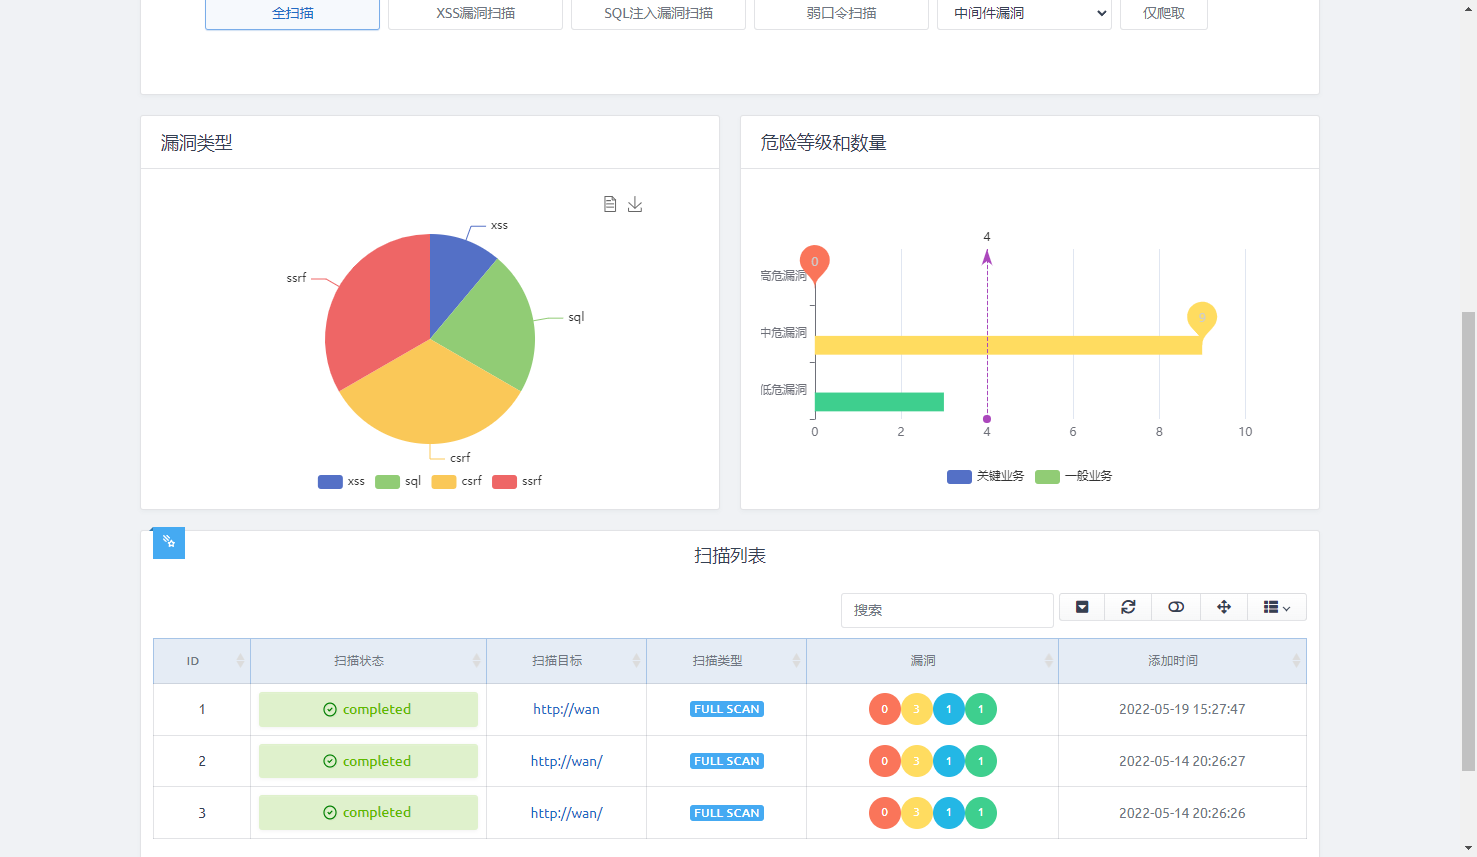 全扫描 XSS漏洞扫描 SQL注入漏洞扫描 弱口令扫描 中间件漏洞 仅爬取
漏洞类型
xss
ssrf
sql
csrf
xss sql csrf ssrf
危险等级和数量
4
0
高危漏洞
9
中危漏洞
低危漏洞
0 2 4 6 8 10
关键业务 一般业务
扫描列表
搜索
ID 扫描状态 扫描目标 扫描类型 漏洞 添加时间
1 completed http://wan FULL SCAN 0 3 1 1 2022-05-19 15:27:47
2 completed http://wan/ FULL SCAN 0 3 1 1 2022-05-14 20:26:27
3 completed http://wan/ FULL SCAN 0 3 1 1 2022-05-14 20:26:26